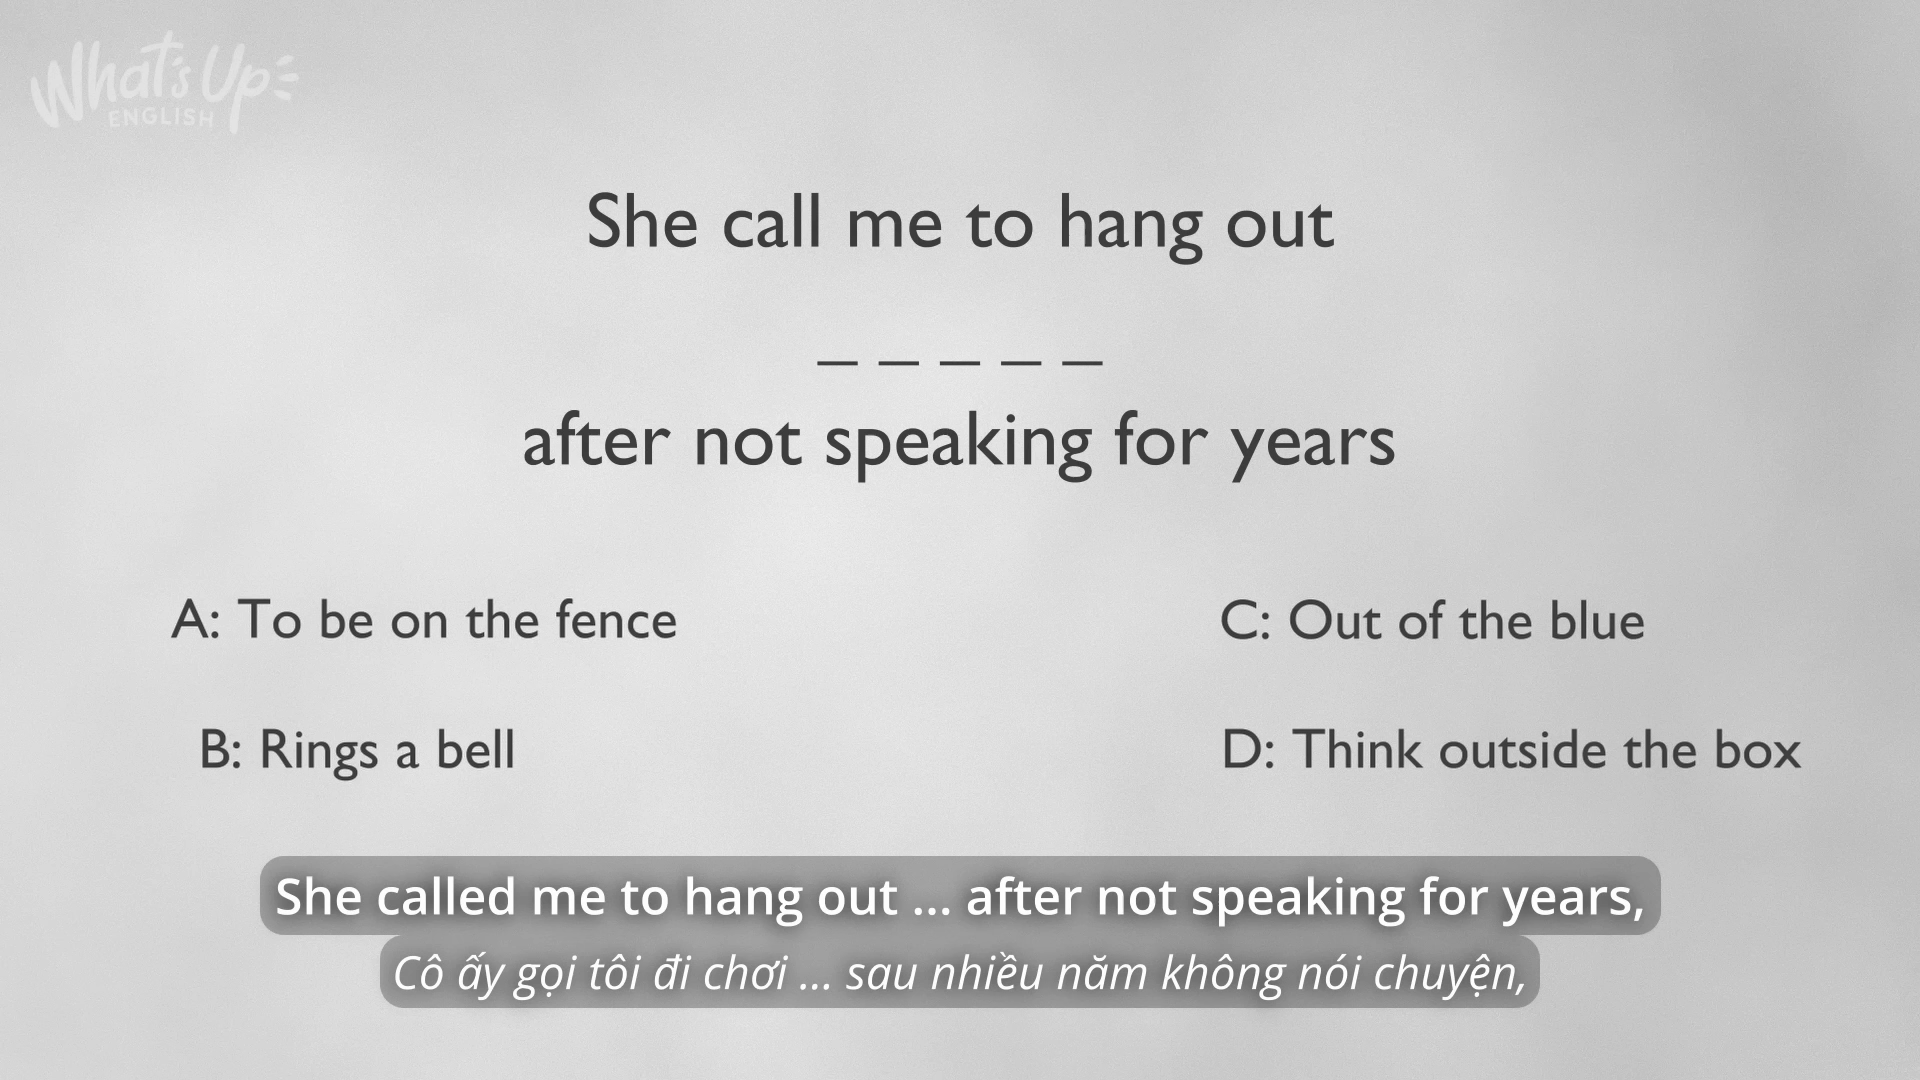 What's Up
ENGLISH
She call me to hang out
_ _ _ _ _
after not speaking for years
A: To be on the fence
C: Out of the blue
B: Rings a bell
D: Think outside the box
She called me to hang out ... after not speaking for years,
Cô ấy gọi tôi đi chơi ... sau nhiều năm không nói chuyện,